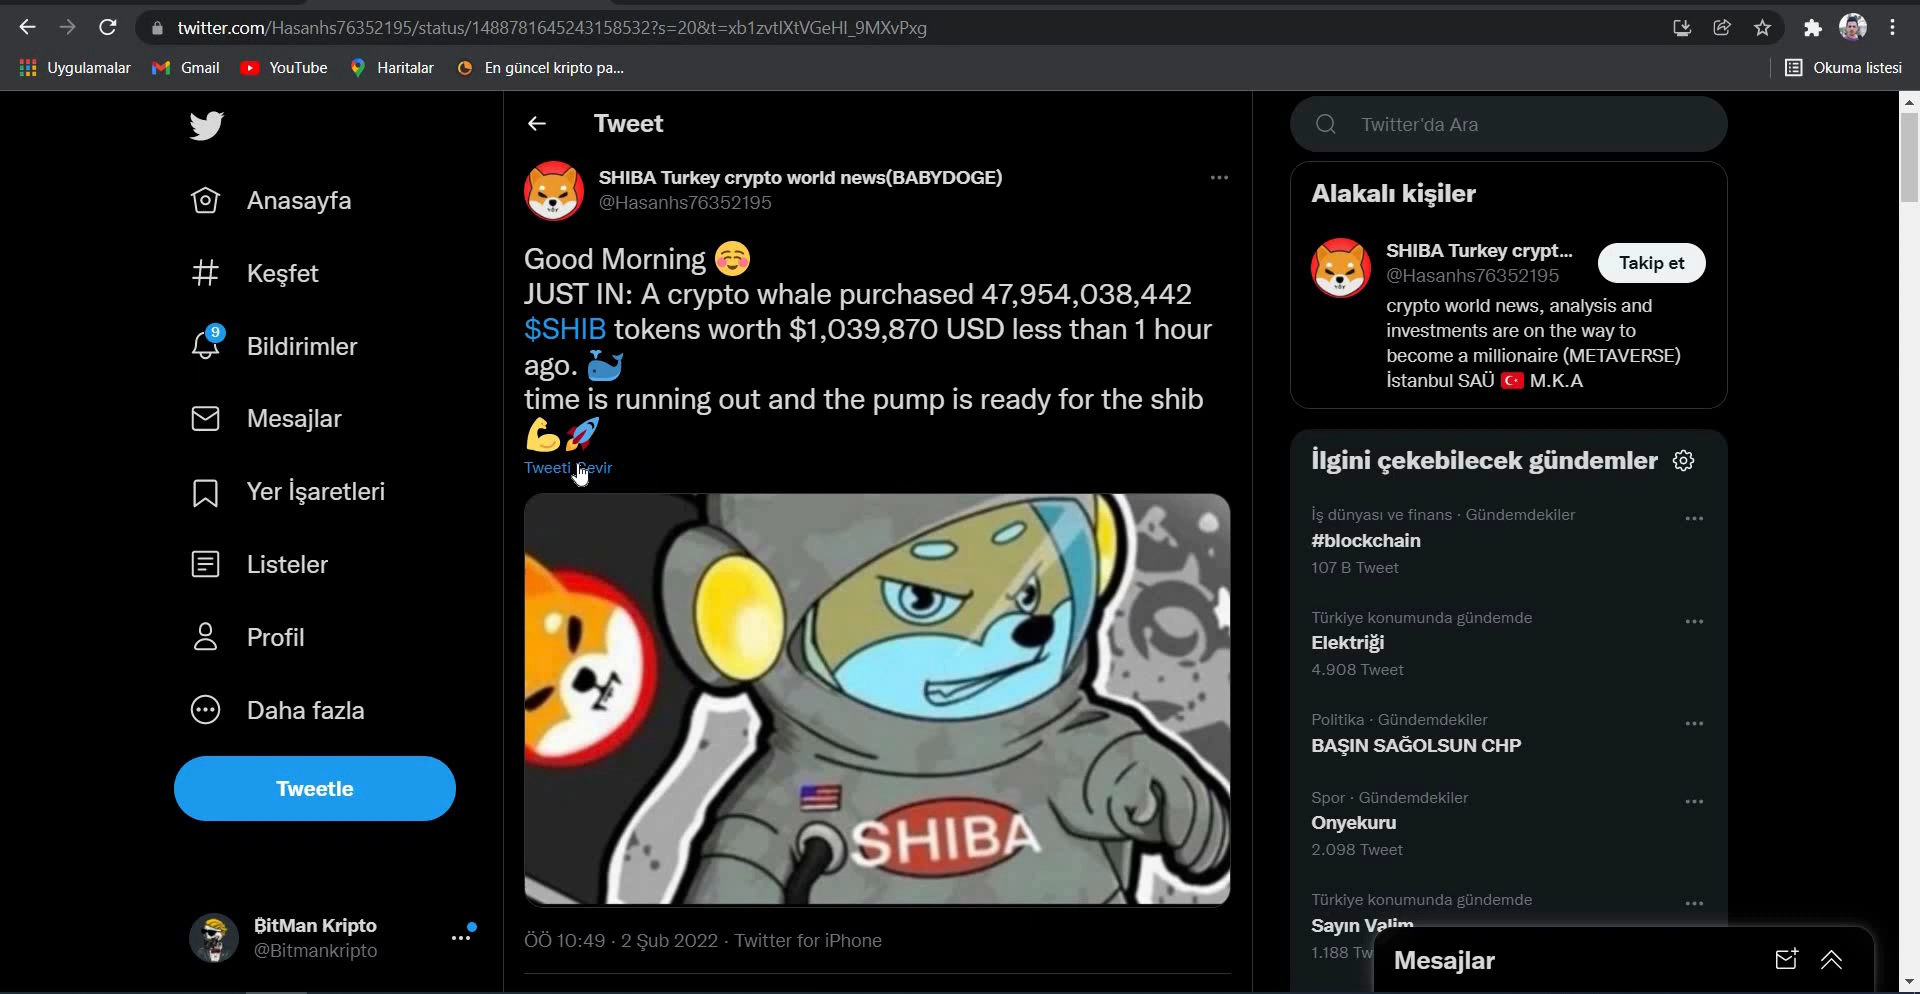 twitter.com/Hasanhs76352195/status/1488781645243158532?s=20&t=xb1zvtIXtVGeHI_9MXvPxg
Uygulamalar
Gmail
YouTube
Haritalar
En güncel kripto pa...
Okuma listesi
Anasayfa
Keşfet
9
Bildirimler
Mesajlar
Yer İşaretleri
Listeler
Profil
Daha fazla
Tweetle
₿itMan Kripto
@Bitmankripto
Tweet
SHIBA Turkey crypto world news(BABYDOGE)
@Hasanhs76352195
Good Morning ☺️
JUST IN: A crypto whale purchased 47,954,038,442
$SHIB tokens worth $1,039,870 USD less than 1 hour
ago. 🐳
time is running out and the pump is ready for the shib
💪🚀
Tweeti Çevir
SHIBA
ÖÖ 10:49 · 2 Şub 2022 · Twitter for iPhone
Twitter'da Ara
Alakalı kişiler
SHIBA Turkey crypt...
@Hasanhs76352195
Takip et
crypto world news, analysis and
investments are on the way to
become a millionaire (METAVERSE)
İstanbul SAÜ 🇹🇷 M.K.A
İlgini çekebilecek gündemler
İş dünyası ve finans · Gündemdekiler
#blockchain
107 B Tweet
Türkiye konumunda gündemde
Elektriği
4.908 Tweet
Politika · Gündemdekiler
BAŞIN SAĞOLSUN CHP
Spor · Gündemdekiler
Onyekuru
2.098 Tweet
Türkiye konumunda gündemde
Sayın Valim
1.188 Tw
Mesajlar